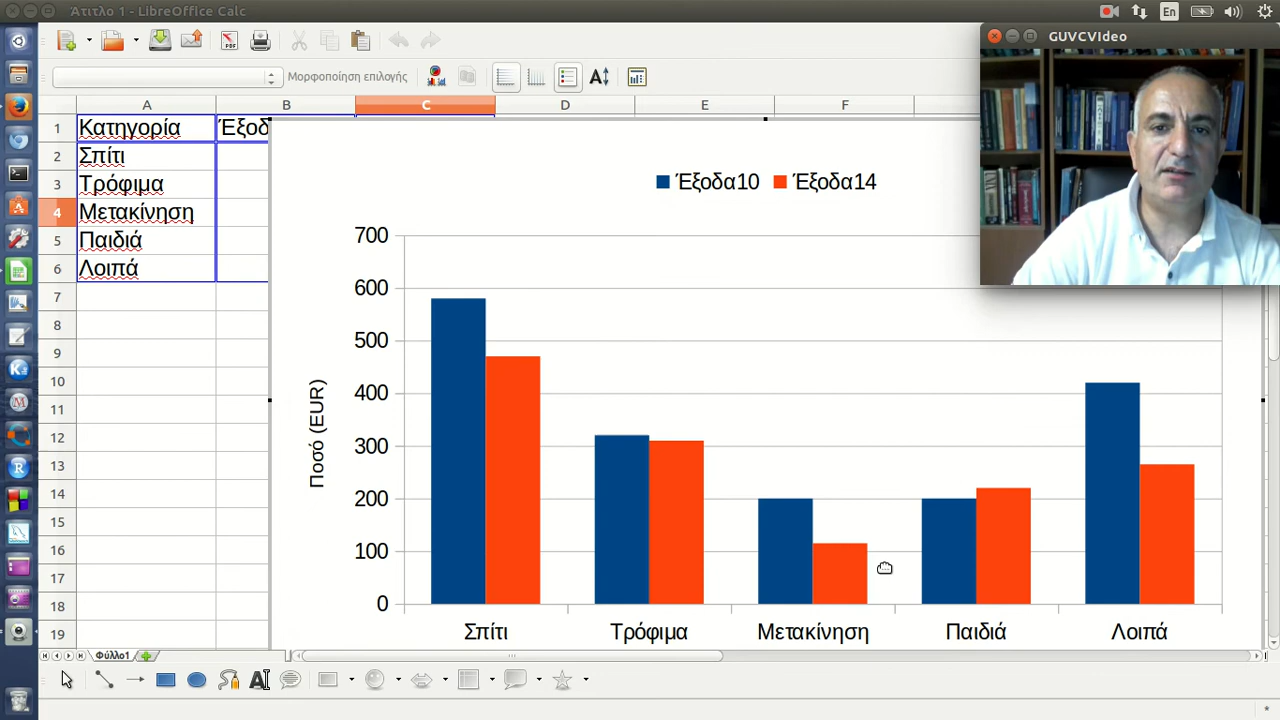 Άτιτλο 1 - LibreOffice Calc
En
GUVCVIdeo
Μορφοποίηση επιλογής
A B C D E F
1 Κατηγορία Έξοδ
2 Σπίτι
3 Τρόφιμα
4 Μετακίνηση
5 Παιδιά
6 Λοιπά
7
8
9
10
11
12
13
14
15
16
17
18
19
Έξοδα10 Έξοδα14
700
600
500
400
300
200
100
0
Ποσό (EUR)
Σπίτι Τρόφιμα Μετακίνηση Παιδιά Λοιπά
Φύλλο1